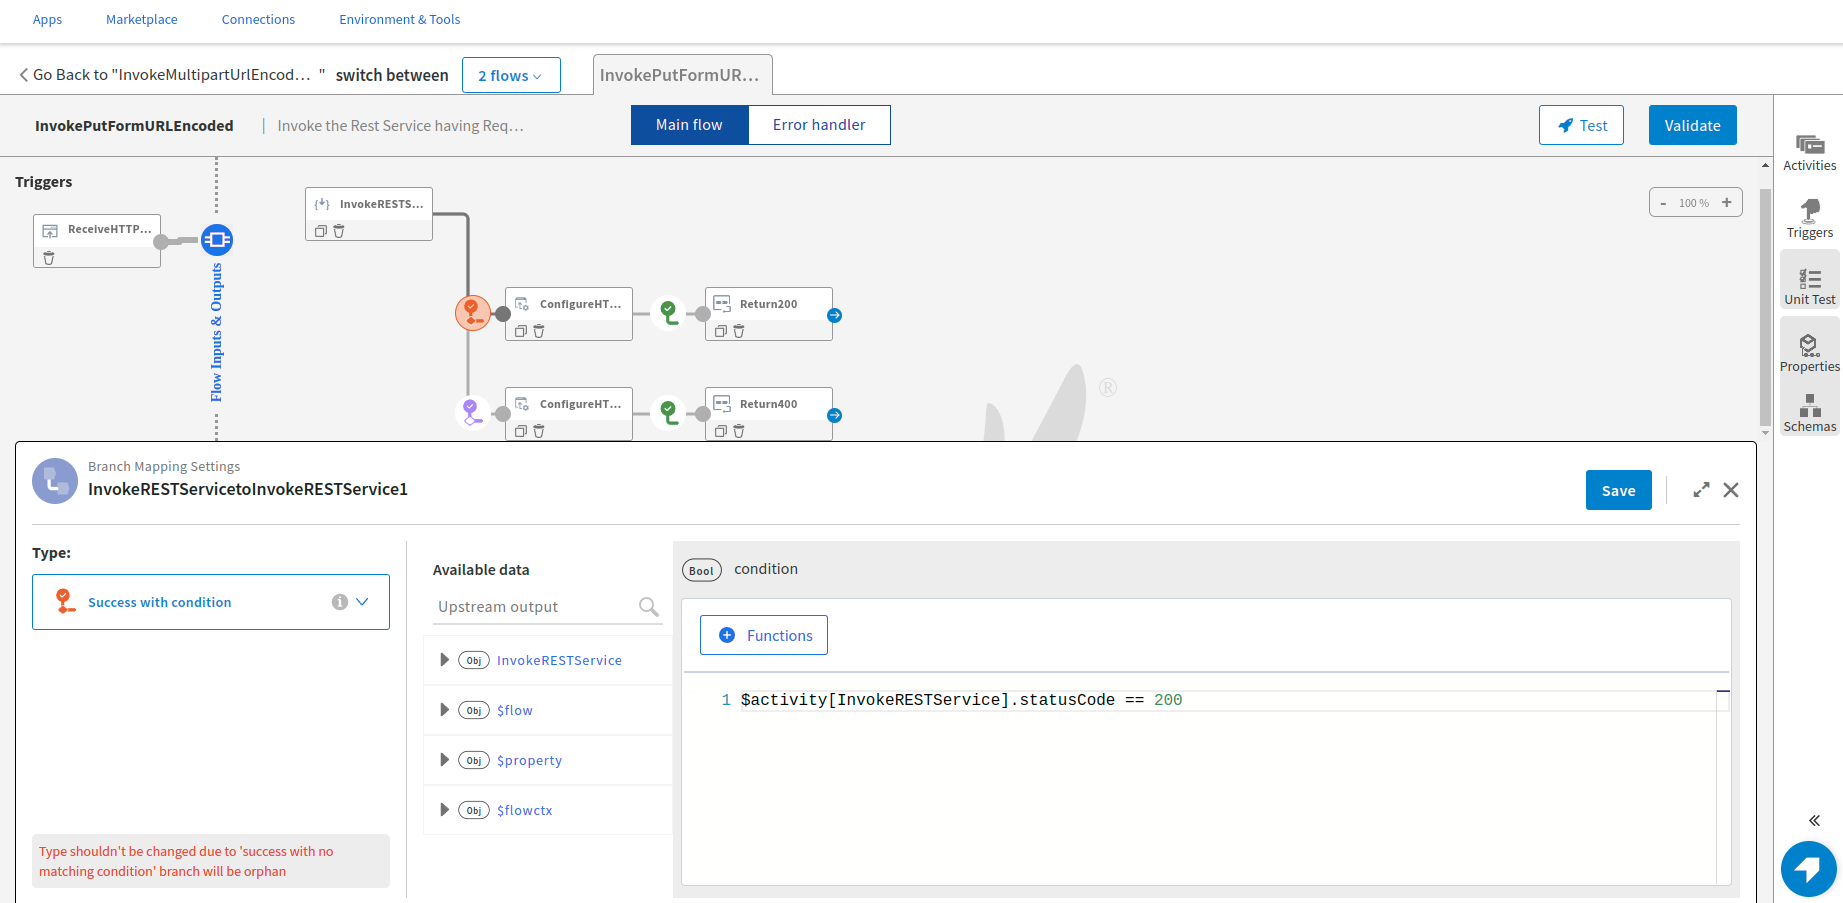 Apps Marketplace Connections Environment & Tools
Go Back to "InvokeMultipartUrlEncod... " switch between 2 flows InvokePutFormUR...
InvokePutFormURLEncoded | Invoke the Rest Service having Req... Main flow Error handler Test Validate
Triggers
ReceiveHTTP...
Flow Inputs & Outputs
InvokeRESTS...
- 100 % +
ConfigureHT... Return200
ConfigureHT... Return400
®
Activities
Triggers
Unit Test
Properties
Schemas
Branch Mapping Settings
InvokeRESTServicetoInvokeRESTService1
Save
Type:
Success with condition
Type shouldn't be changed due to 'success with no
matching condition' branch will be orphan
Available data
Upstream output
Obj InvokeRESTService
Obj $flow
Obj $property
Obj $flowctx
Bool condition
Functions
1 $activity[InvokeRESTService].statusCode == 200